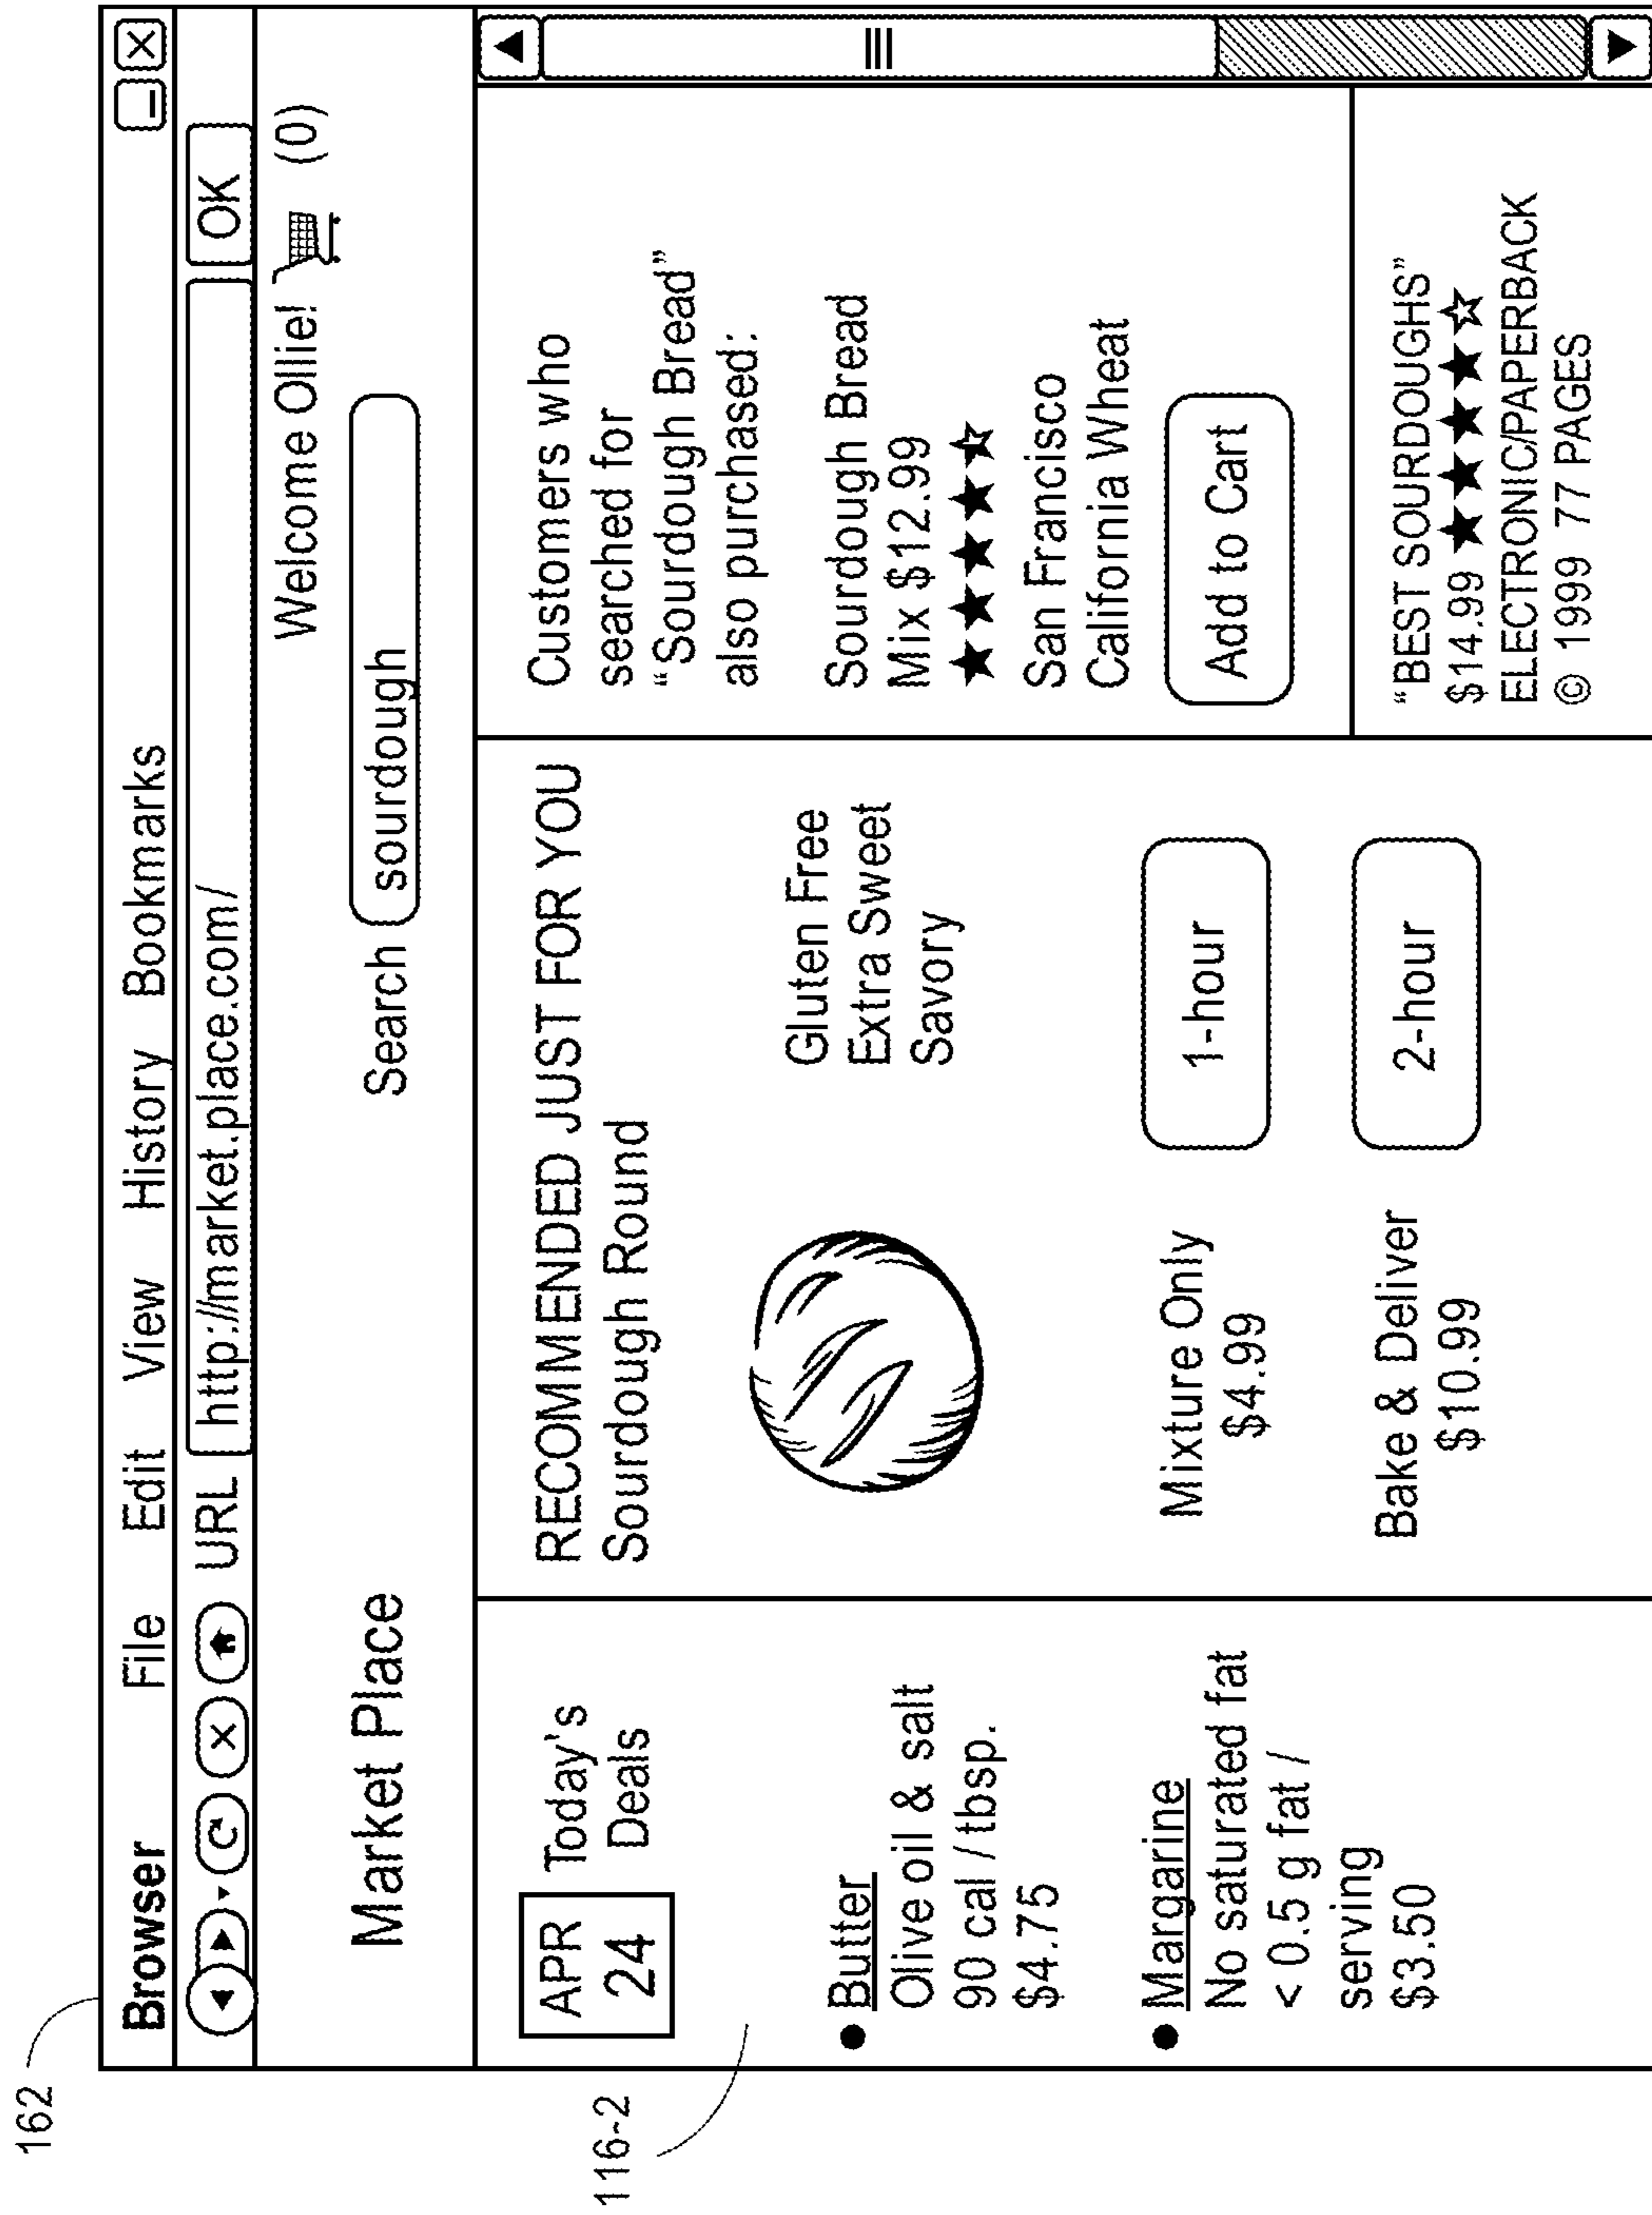 162
Browser File Edit View History Bookmarks
URL http://market.place.com/ OK
Welcome Ollie! (0)
Market Place Search sourdough
116-2
APR
24
Today's
Deals
● Butter
Olive oil & salt
90 cal / tbsp.
$4.75
● Margarine
No saturated fat
< 0.5 g fat /
serving
$3.50
RECOMMENDED JUST FOR YOU
Sourdough Round
Gluten Free
Extra Sweet
Savory
Mixture Only
$4.99
1-hour
Bake & Deliver
$10.99
2-hour
Customers who
searched for
“Sourdough Bread”
also purchased:
Sourdough Bread
Mix $12.99
★★★★☆
San Francisco
California Wheat
Add to Cart
“BEST SOURDOUGHS”
$14.99 ★★★★☆
ELECTRONIC/PAPERBACK
© 1999 77 PAGES